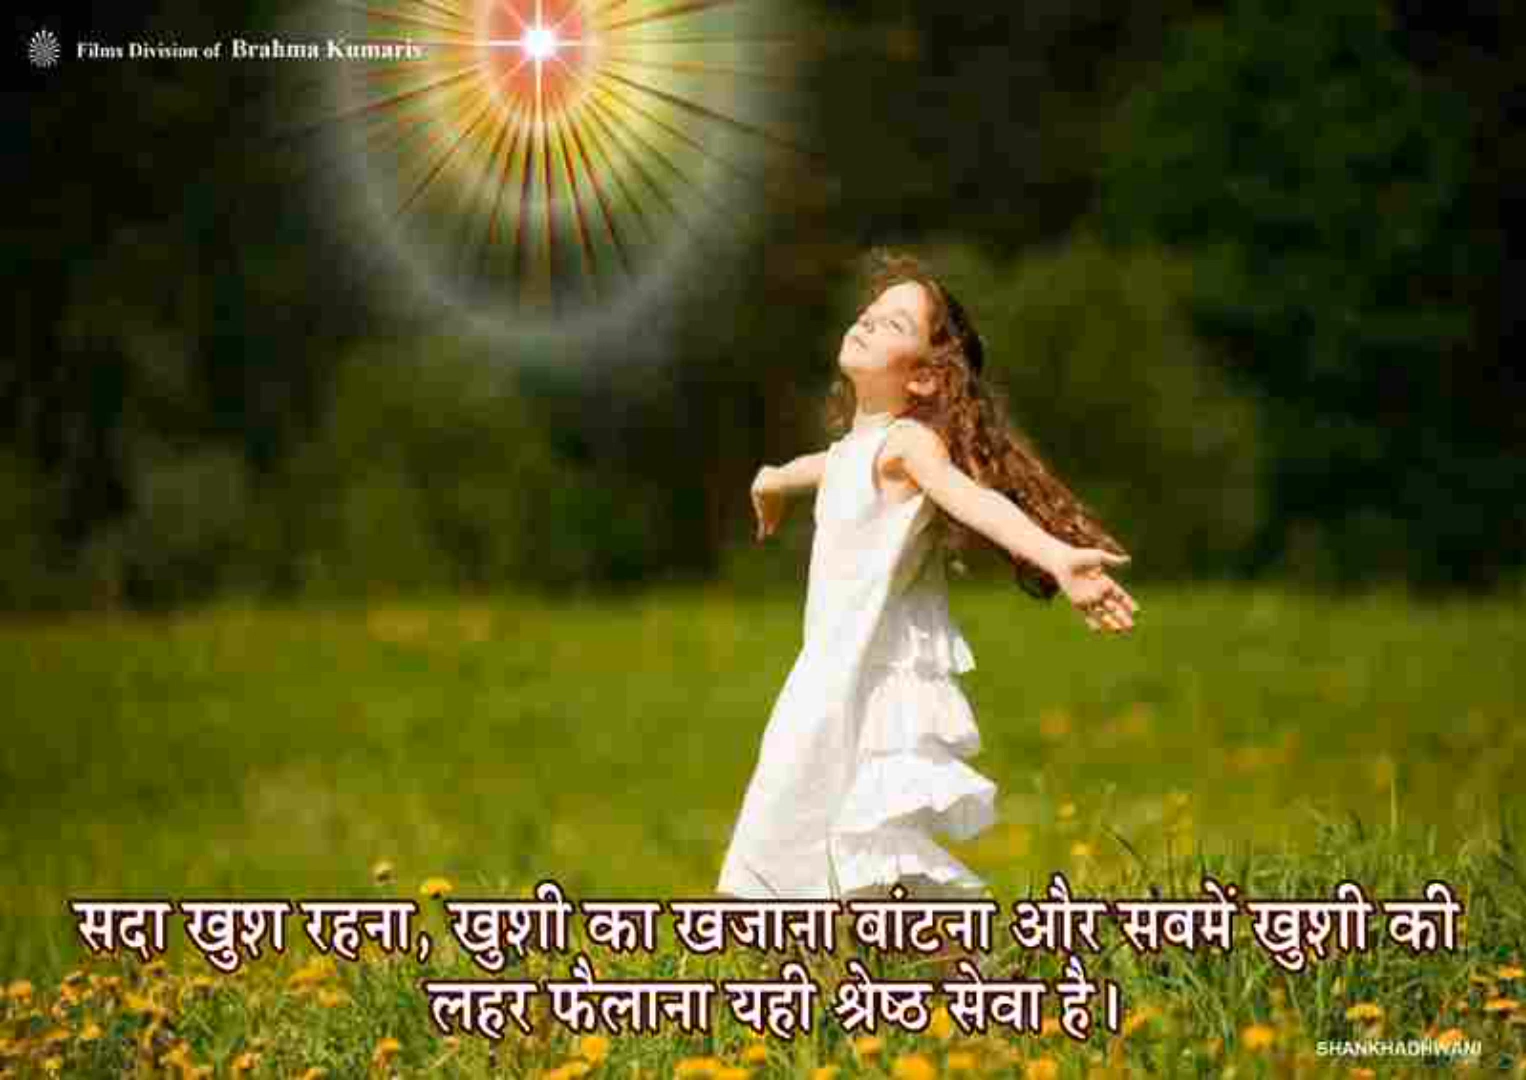 Films Division of Brahma Kumaris
सदा खुश रहना, खुशी का खजाना बांटना और सबमें खुशी की
लहर फैलाना यही श्रेष्ठ सेवा है।
SHANKHADHWANI